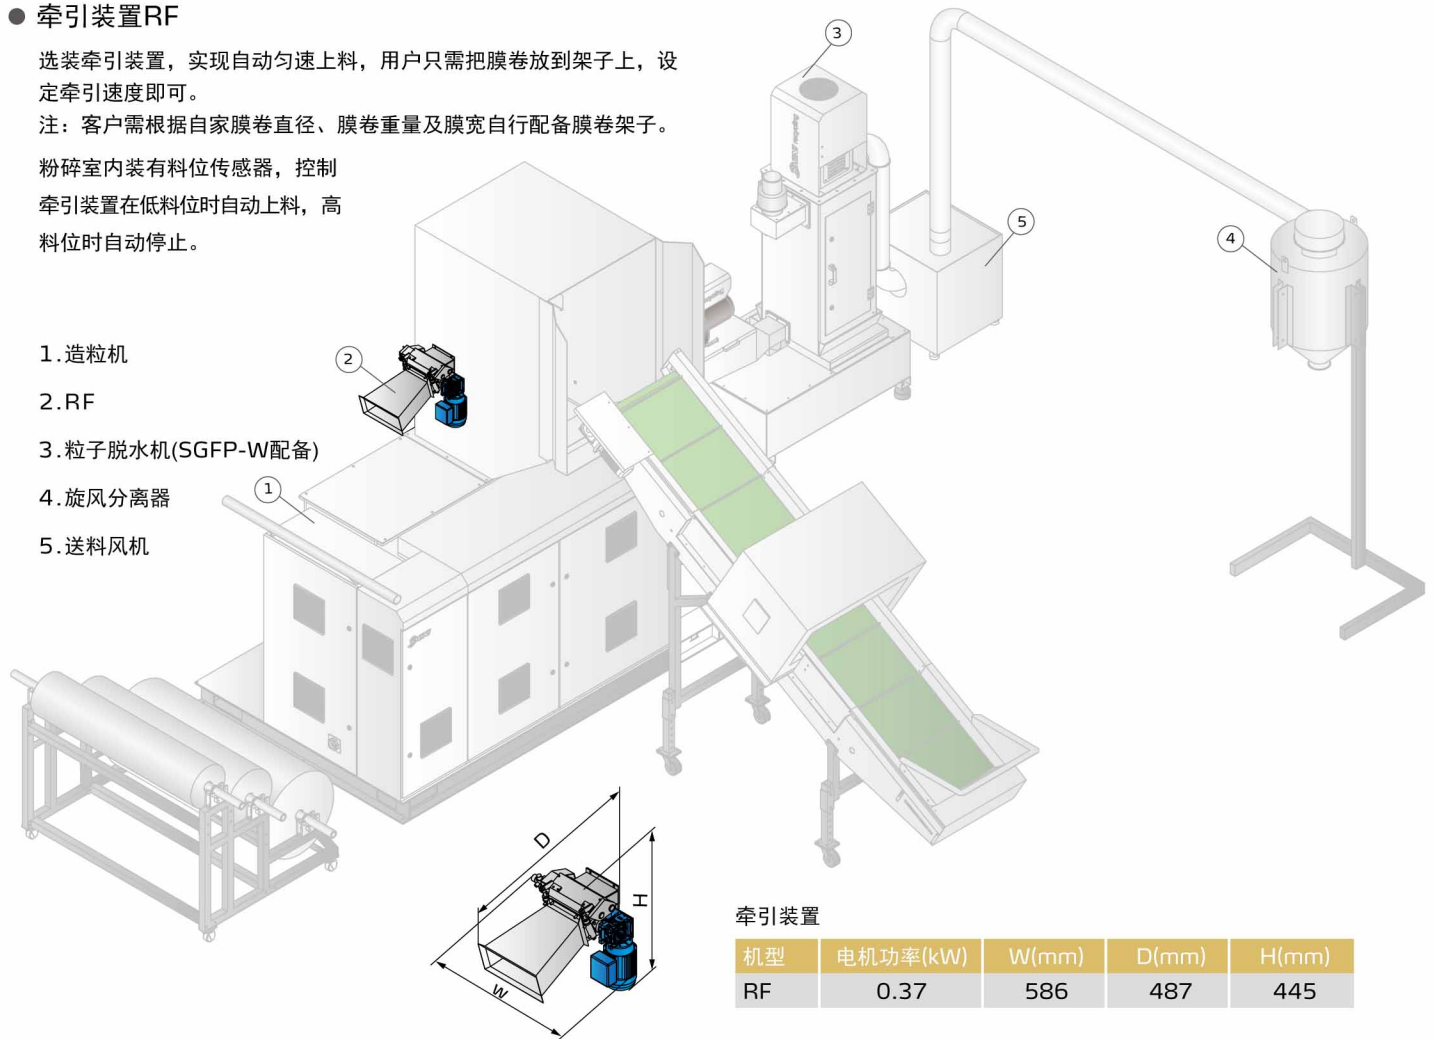 牵引装置RF
选装牵引装置，实现自动匀速上料，用户只需把膜卷放到架子上，设
定牵引速度即可。
注：客户需根据自家膜卷直径、膜卷重量及膜宽自行配备膜卷架子。
粉碎室内装有料位传感器，控制
牵引装置在低料位时自动上料，高
料位时自动停止。
3
5
4
2
1
1.造粒机
2.RF
3.粒子脱水机(SGFP-W配备)
4.旋风分离器
5.送料风机
D
H
W
牵引装置
机型 电机功率(kW) W(mm) D(mm) H(mm)
RF 0.37 586 487 445